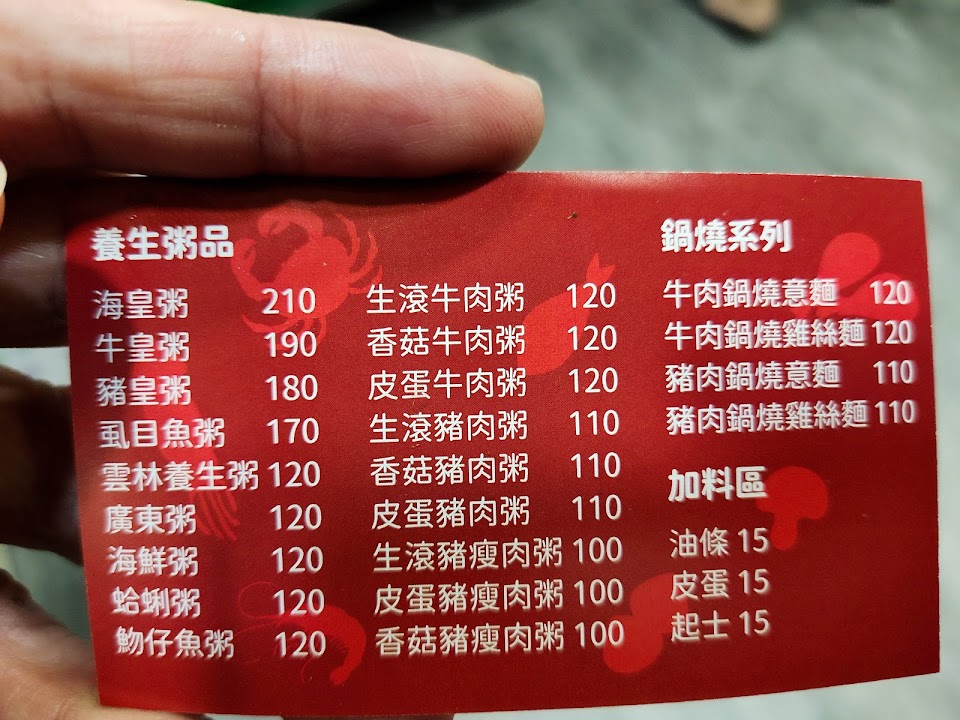 養生粥品
海皇粥 210
牛皇粥 190
豬皇粥 180
虱目魚粥 170
雲林養生粥 120
廣東粥 120
海鮮粥 120
蛤蜊粥 120
魩仔魚粥 120
生滾牛肉粥 120
香菇牛肉粥 120
皮蛋牛肉粥 120
生滾豬肉粥 110
香菇豬肉粥 110
皮蛋豬肉粥 110
生滾豬瘦肉粥 100
皮蛋豬瘦肉粥 100
香菇豬瘦肉粥 100
鍋燒系列
牛肉鍋燒意麵 120
牛肉鍋燒雞絲麵 120
豬肉鍋燒意麵 110
豬肉鍋燒雞絲麵 110
加料區
油條 15
皮蛋 15
起士 15